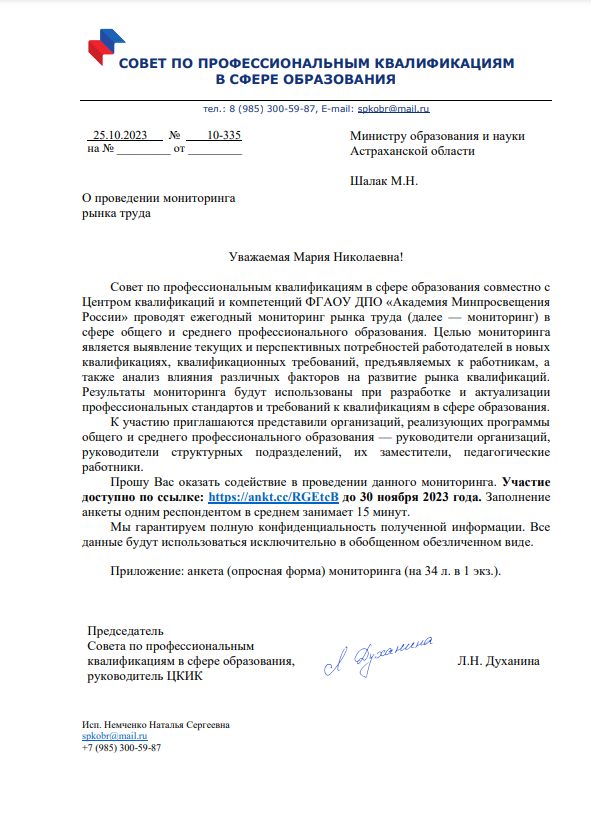 СОВЕТ ПО ПРОФЕССИОНАЛЬНЫМ КВАЛИФИКАЦИЯМ
В СФЕРЕ ОБРАЗОВАНИЯ
тел.: 8 (985) 300-59-87, E-mail: spkobr@mail.ru
25.10.2023 № 10-335
на № _________ от _________
Министру образования и науки
Астраханской области
Шалак М.Н.
О проведении мониторинга
рынка труда
Уважаемая Мария Николаевна!
Совет по профессиональным квалификациям в сфере образования совместно с
Центром квалификаций и компетенций ФГАОУ ДПО «Академия Минпросвещения
России» проводят ежегодный мониторинг рынка труда (далее — мониторинг) в
сфере общего и среднего профессионального образования. Целью мониторинга
является выявление текущих и перспективных потребностей работодателей в новых
квалификациях, квалификационных требований, предъявляемых к работникам, а
также анализ влияния различных факторов на развитие рынка квалификаций.
Результаты мониторинга будут использованы при разработке и актуализации
профессиональных стандартов и требований к квалификациям в сфере образования.
К участию приглашаются представили организаций, реализующих программы
общего и среднего профессионального образования — руководители организаций,
руководители структурных подразделений, их заместители, педагогические
работники.
Прошу Вас оказать содействие в проведении данного мониторинга. Участие
доступно по ссылке: https://ankt.cc/RGEtcB до 30 ноября 2023 года. Заполнение
анкеты одним респондентом в среднем занимает 15 минут.
Мы гарантируем полную конфиденциальность полученной информации. Все
данные будут использоваться исключительно в обобщенном обезличенном виде.
Приложение: анкета (опросная форма) мониторинга (на 34 л. в 1 экз.).
Председатель
Совета по профессиональным
квалификациям в сфере образования,
руководитель ЦКИК
Л Духанина
Л.Н. Духанина
Исп. Немченко Наталья Сергеевна
spkobr@mail.ru
+7 (985) 300-59-87